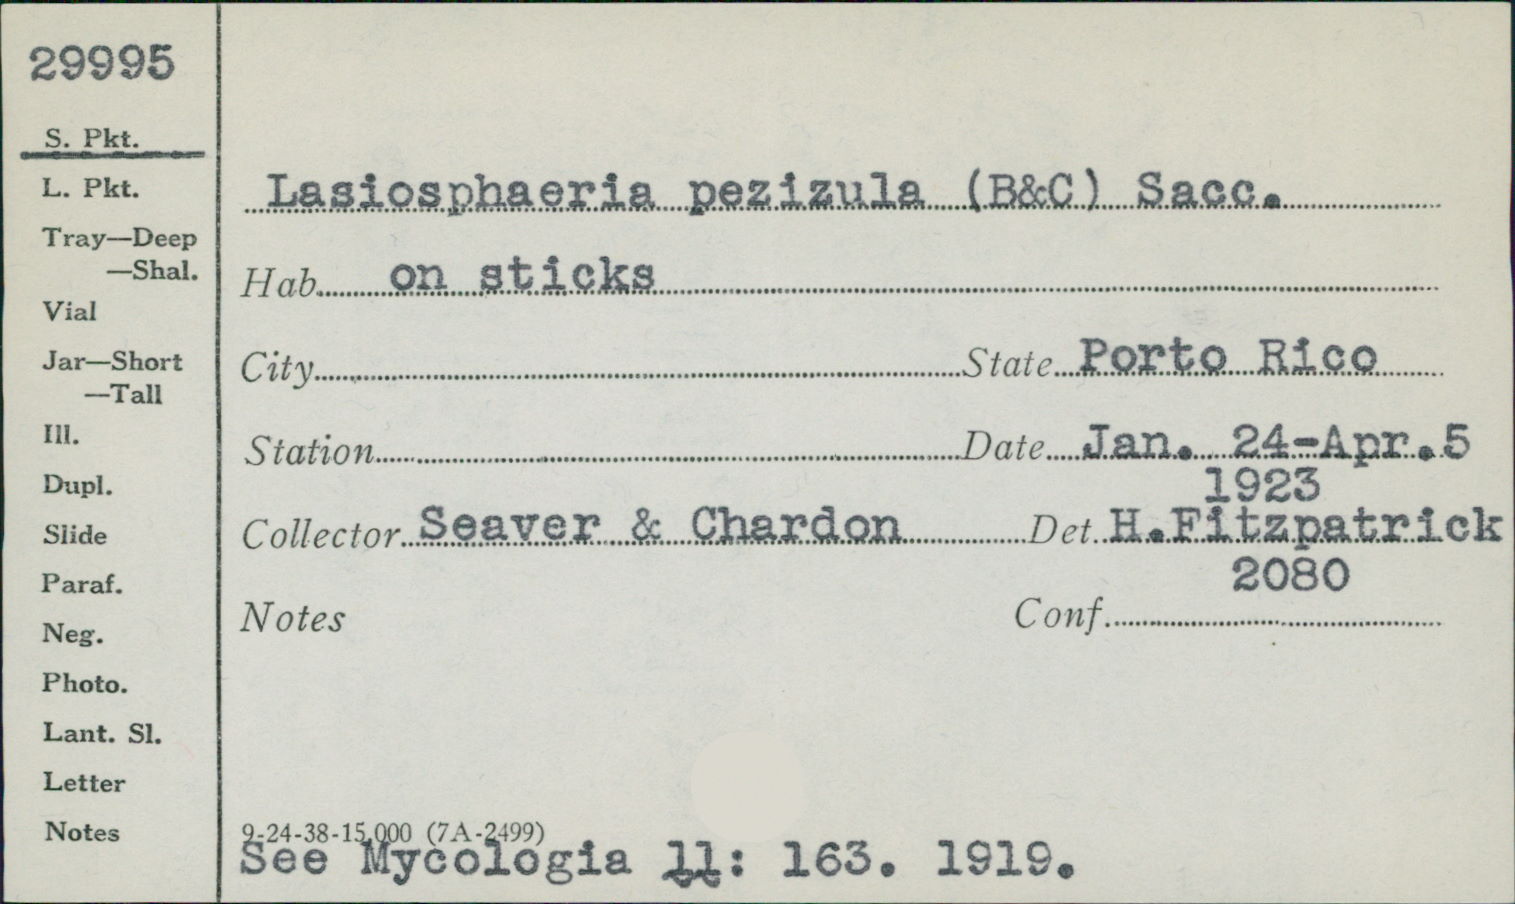 29995
S. Pkt.
L. Pkt.
Tray—Deep
—Shal.
Vial
Jar—Short
—Tall
Ill.
Dupl.
Slide
Paraf.
Neg.
Photo.
Lant. Sl.
Letter
Notes
Lasiosphaeria pezizula (B&C) Sacc.
Hab. on sticks
City State Porto Rico
Station Date Jan. 24-Apr.5
1923
Collector Seaver & Chardon Det. H.Fitzpatrick
2080
Notes Conf.
9-24-38-15,000 (7A-2499)
See Mycologia 11: 163. 1919.